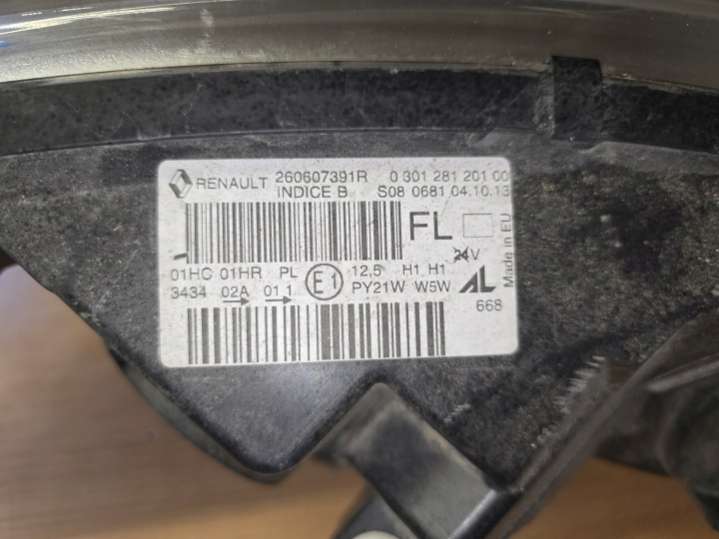 RENAULT 260607391R 0 301 281 201 00
INDICE B S08 0681 04.10.13
FL
24V
Made in EU
01HC 01HR PL E1 12,5 H1 H1 AL
3434 02A 01 1 PY21W W5W
668